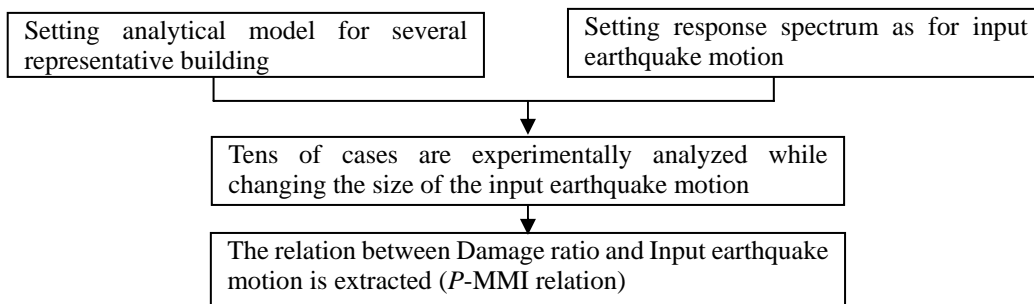 Setting analytical model for several
representative building
Setting response spectrum as for input
earthquake motion
Tens of cases are experimentally analyzed while
changing the size of the input earthquake motion
The relation between Damage ratio and Input earthquake
motion is extracted (P-MMI relation)